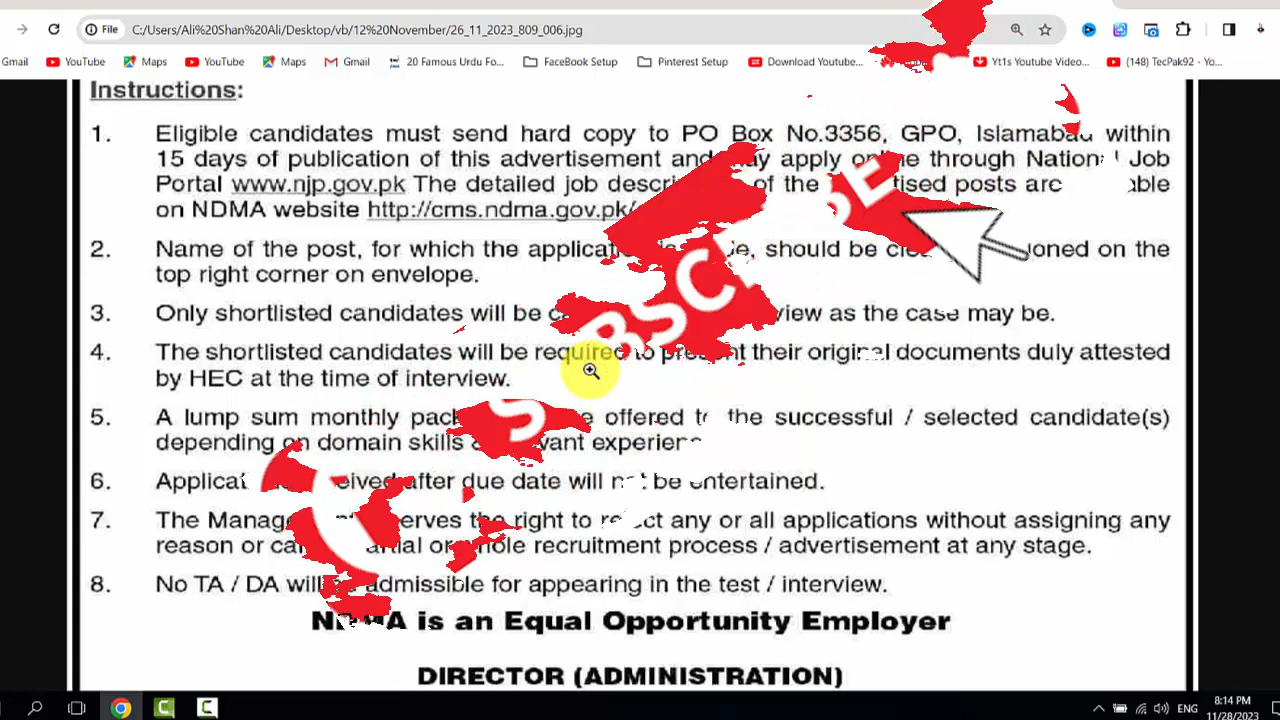 File C:/Users/Ali%20Shan%20Ali/Desktop/vb/12%20November/26_11_2023_809_006.jpg
Gmail YouTube Maps YouTube Maps Gmail 20 Famous Urdu Fo... FaceBook Setup Pinterest Setup Download Youtube... Yt1s Youtube Video... (148) TecPak92 - Yo...
Instructions:
1. Eligible candidates must send hard copy to PO Box No.3356, GPO, Islamabad within
15 days of publication of this advertisement and apply through National Job
Portal www.njp.gov.pk The detailed job of the posts are
on NDMA website http://cms.ndma.gov.pk/
2. Name of the post, for which the should be on the
top right corner on envelope.
3. Only shortlisted candidates will be as the case may be.
4. The shortlisted candidates will be required to present their original documents duly attested
by HEC at the time of interview.
5. A lump sum monthly offered to the successful / selected candidate(s)
depending on domain skills experience
6. after due date will not be entertained.
7. The the right to reject any or all applications without assigning any
reason or recruitment process / advertisement at any stage.
8. No TA / DA will be admissible for appearing in the test / interview.
NDMA is an Equal Opportunity Employer
DIRECTOR (ADMINISTRATION)
ENG
8:14 PM
11/28/2023